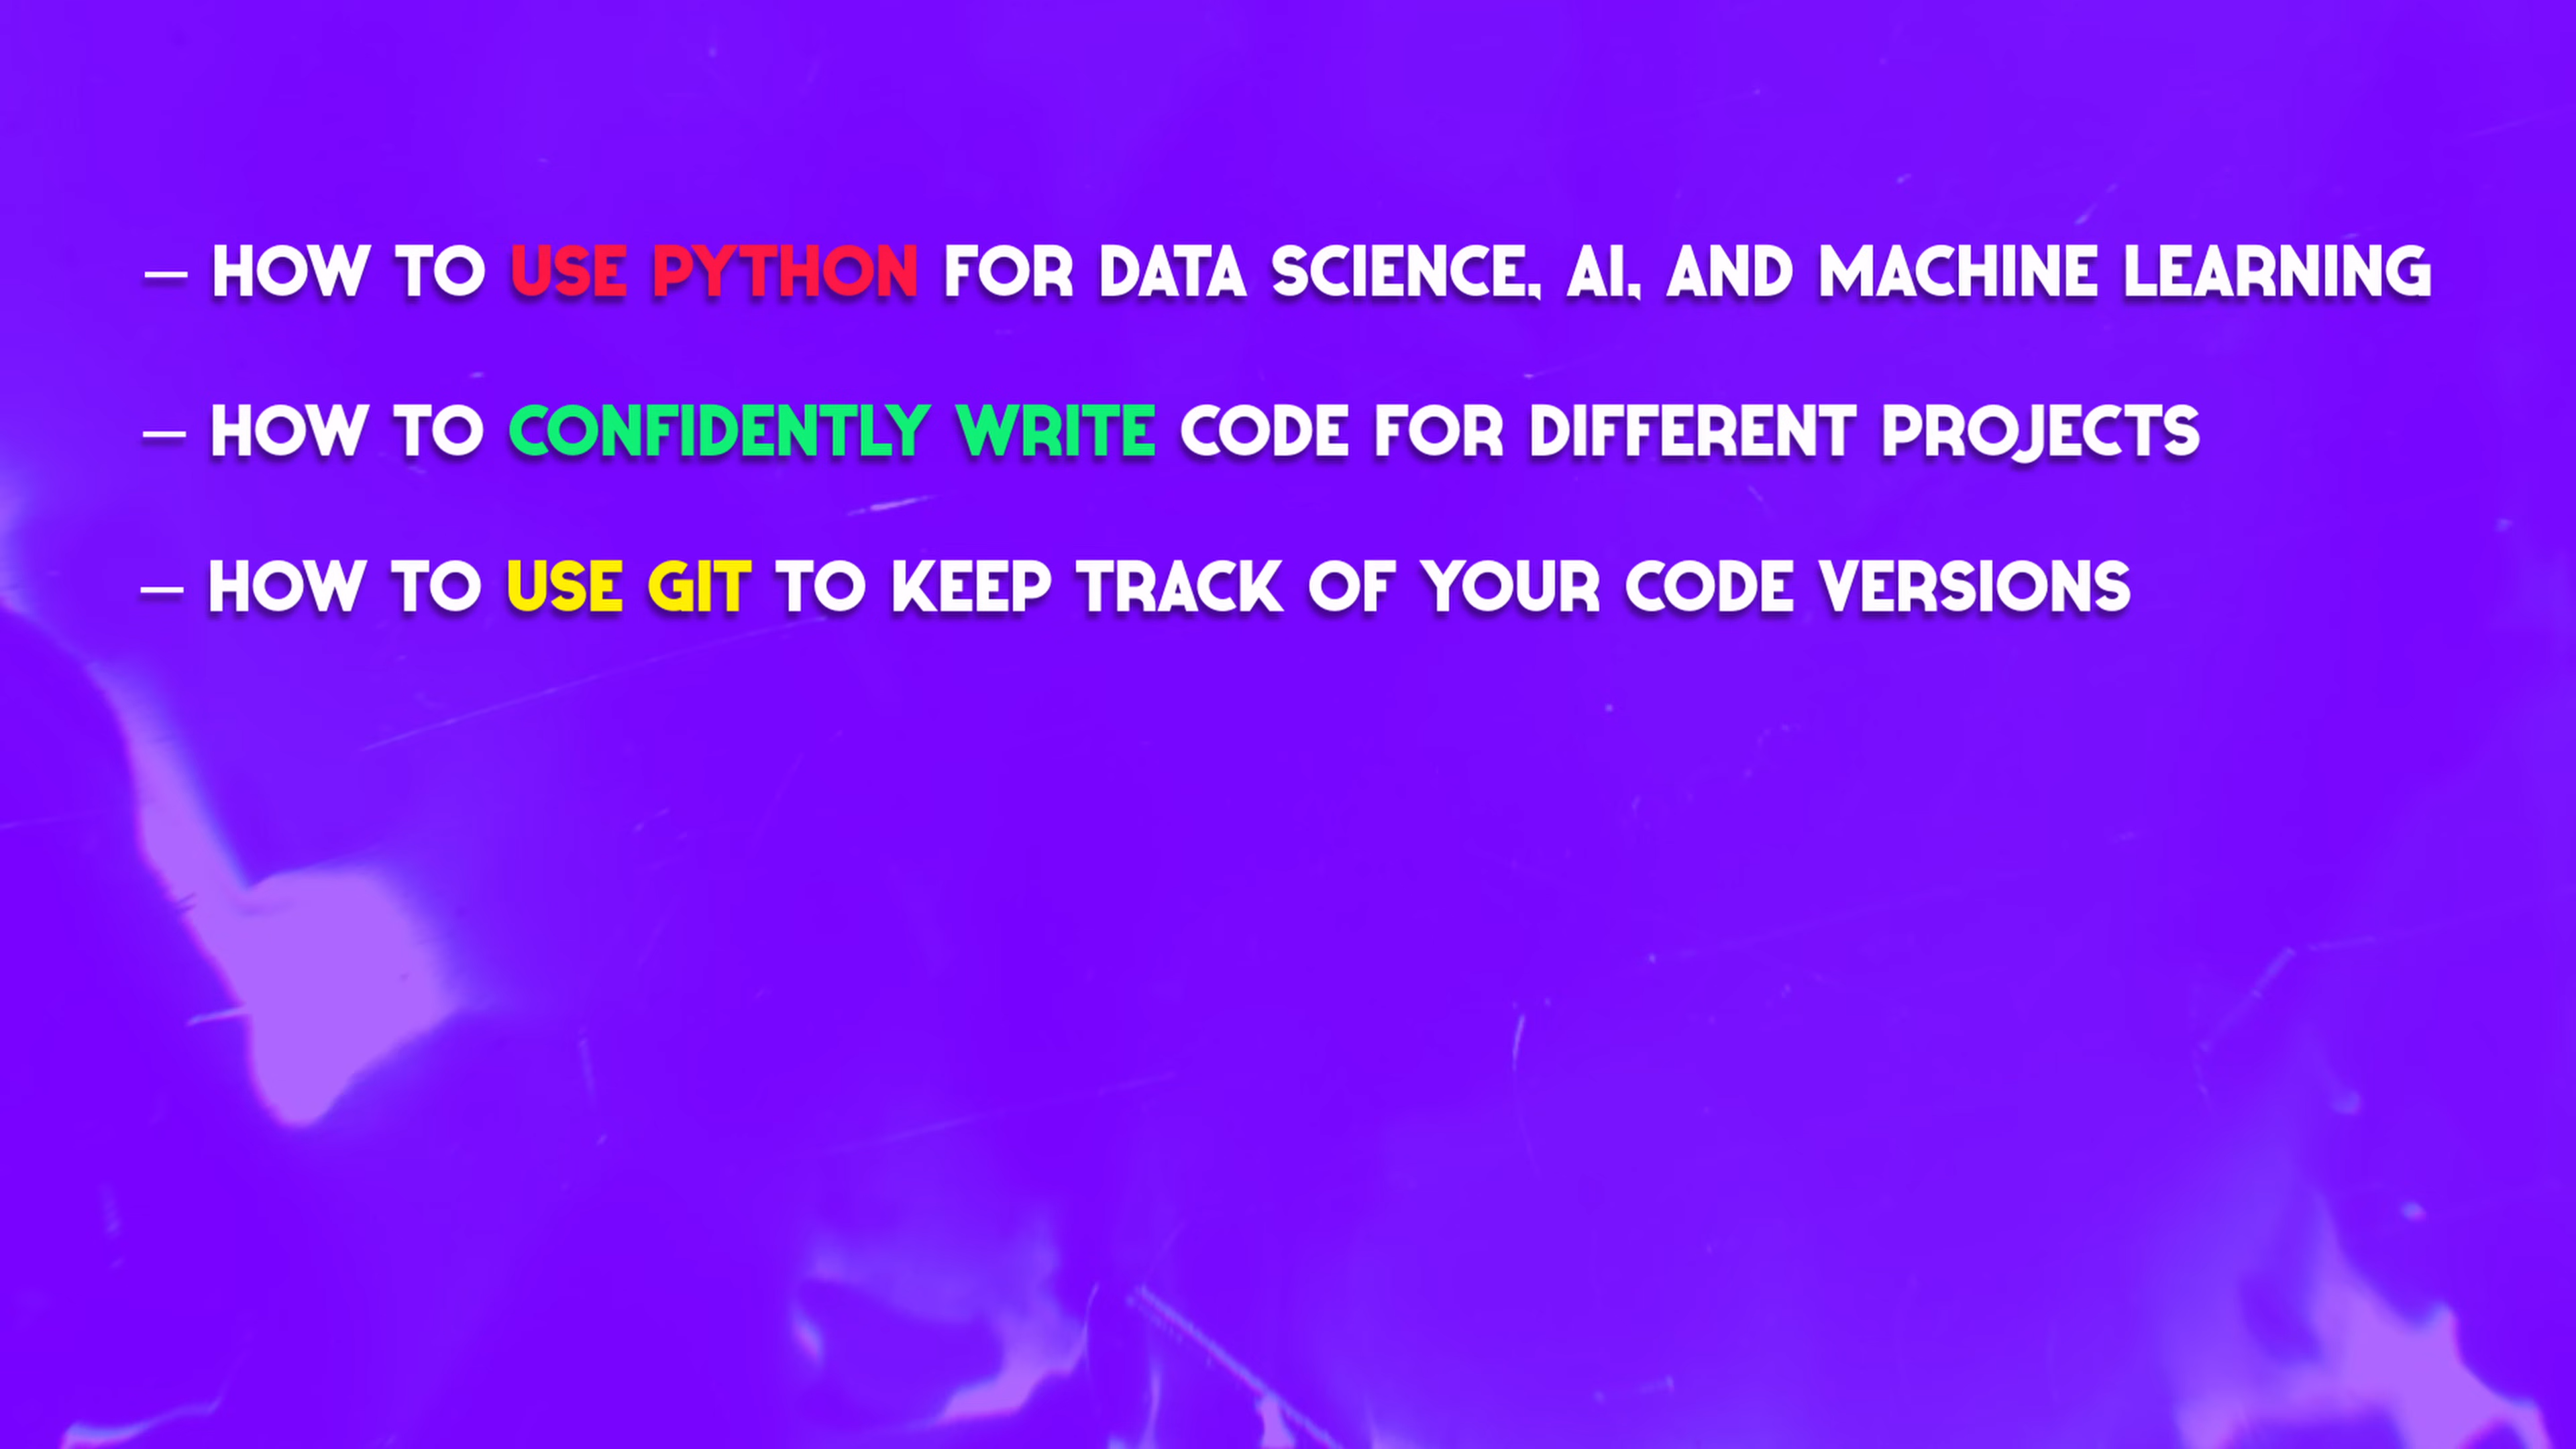 – HOW TO USE PYTHON FOR DATA SCIENCE, AI, AND MACHINE LEARNING
– HOW TO CONFIDENTLY WRITE CODE FOR DIFFERENT PROJECTS
– HOW TO USE GIT TO KEEP TRACK OF YOUR CODE VERSIONS